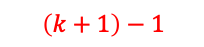 (k + 1) − 1